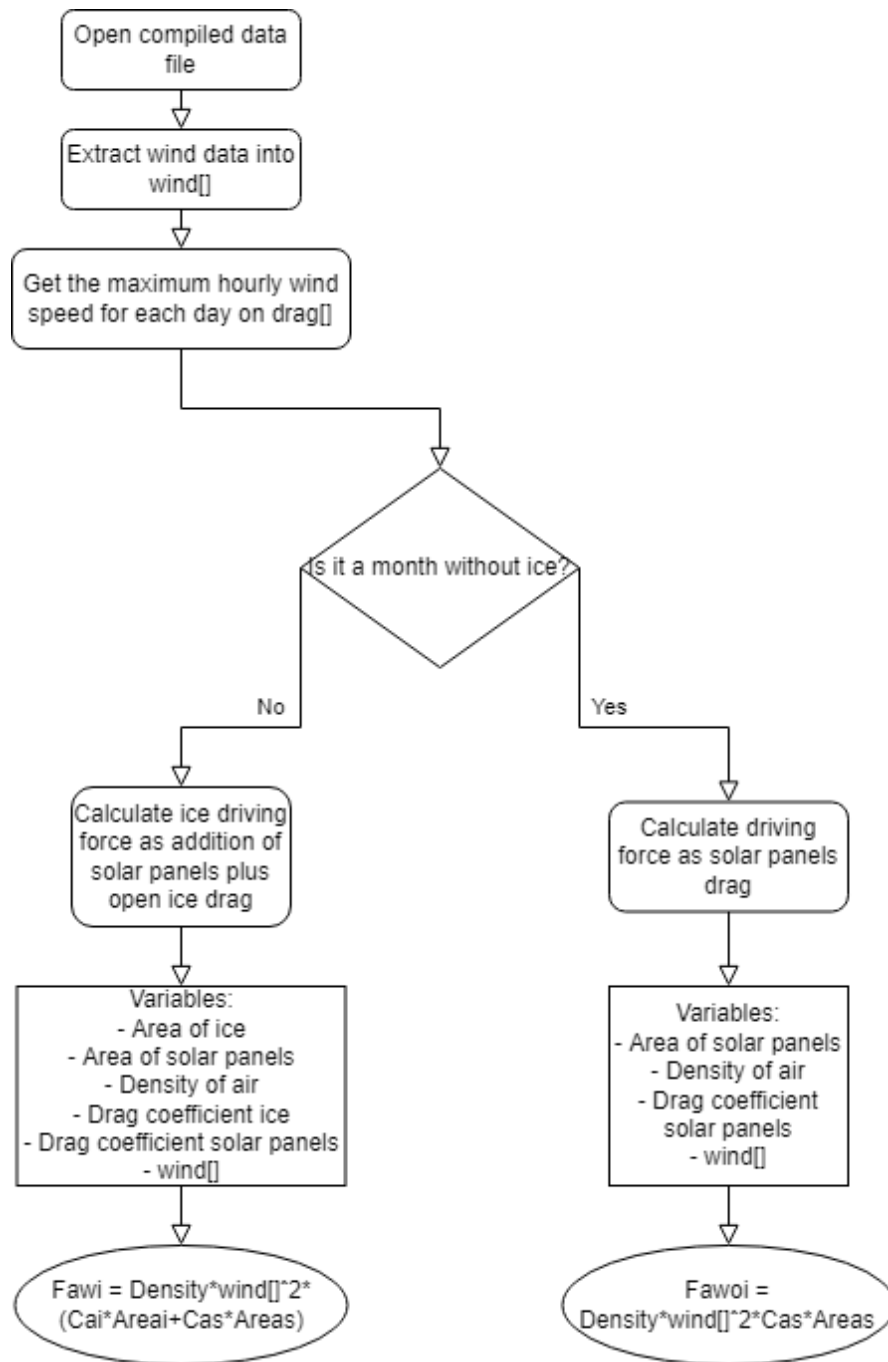 Open compiled data
file
Extract wind data into
wind[]
Get the maximum hourly wind
speed for each day on drag[]
Is it a month without ice?
No
Yes
Calculate ice driving
force as addition of
solar panels plus
open ice drag
Calculate driving
force as solar panels
drag
Variables:
- Area of ice
- Area of solar panels
- Density of air
- Drag coefficient ice
- Drag coefficient solar panels
- wind[]
Variables:
- Area of solar panels
- Density of air
- Drag coefficient
solar panels
- wind[]
Fawi = Density*wind[]^2*
(Cai*Areai+Cas*Areas)
Fawoi =
Density*wind[]^2*Cas*Areas